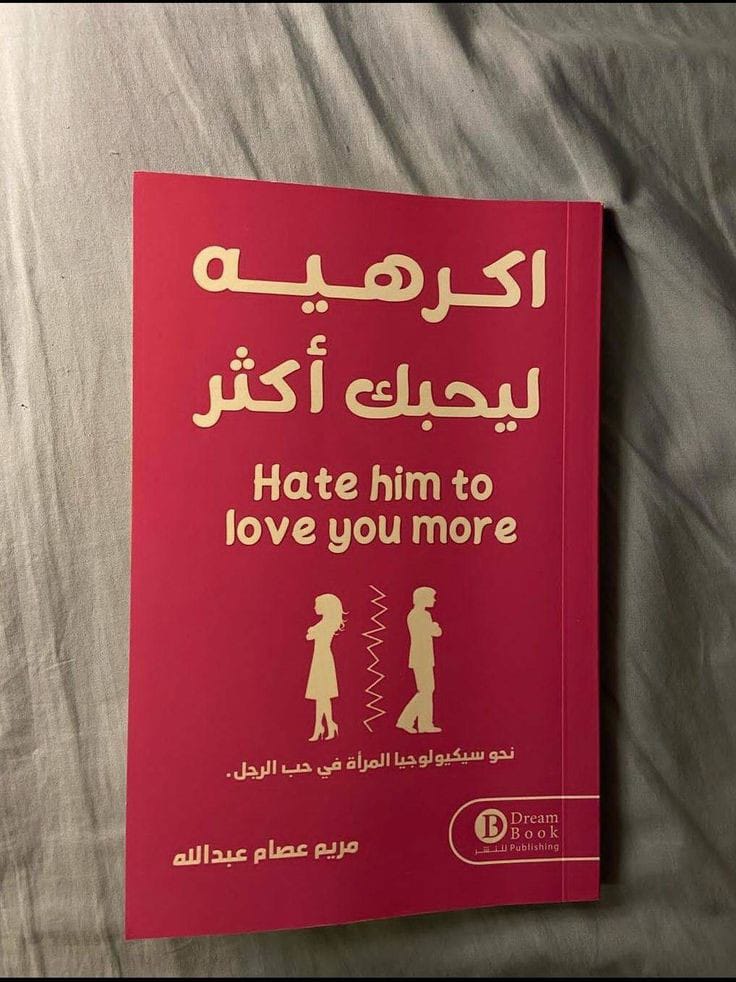 اكرهيه
ليحبك أكثر
Hate him to
love you more
نحو سيكيولوجيا المرأة في حب الرجل.
مريم عصام عبدالله
Dream
Book
للنشر Publishing